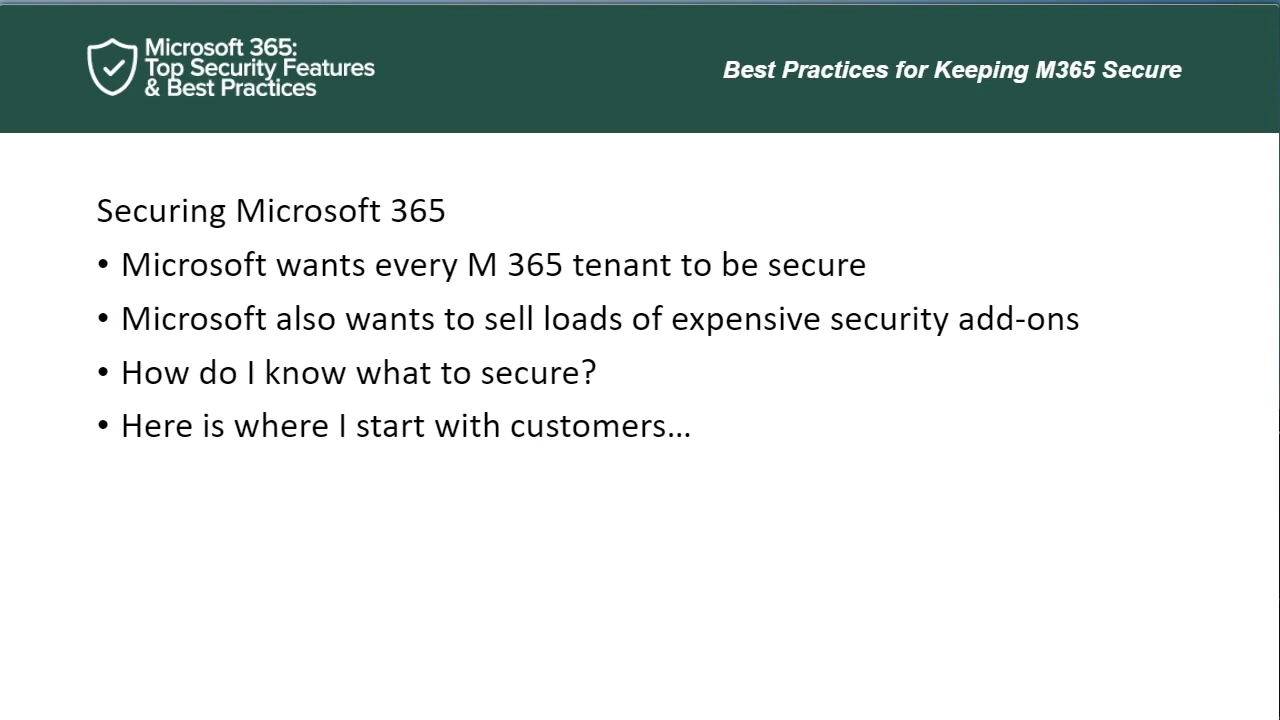 Microsoft 365:
Top Security Features
& Best Practices
Best Practices for Keeping M365 Secure
Securing Microsoft 365
• Microsoft wants every M 365 tenant to be secure
• Microsoft also wants to sell loads of expensive security add-ons
• How do I know what to secure?
• Here is where I start with customers...